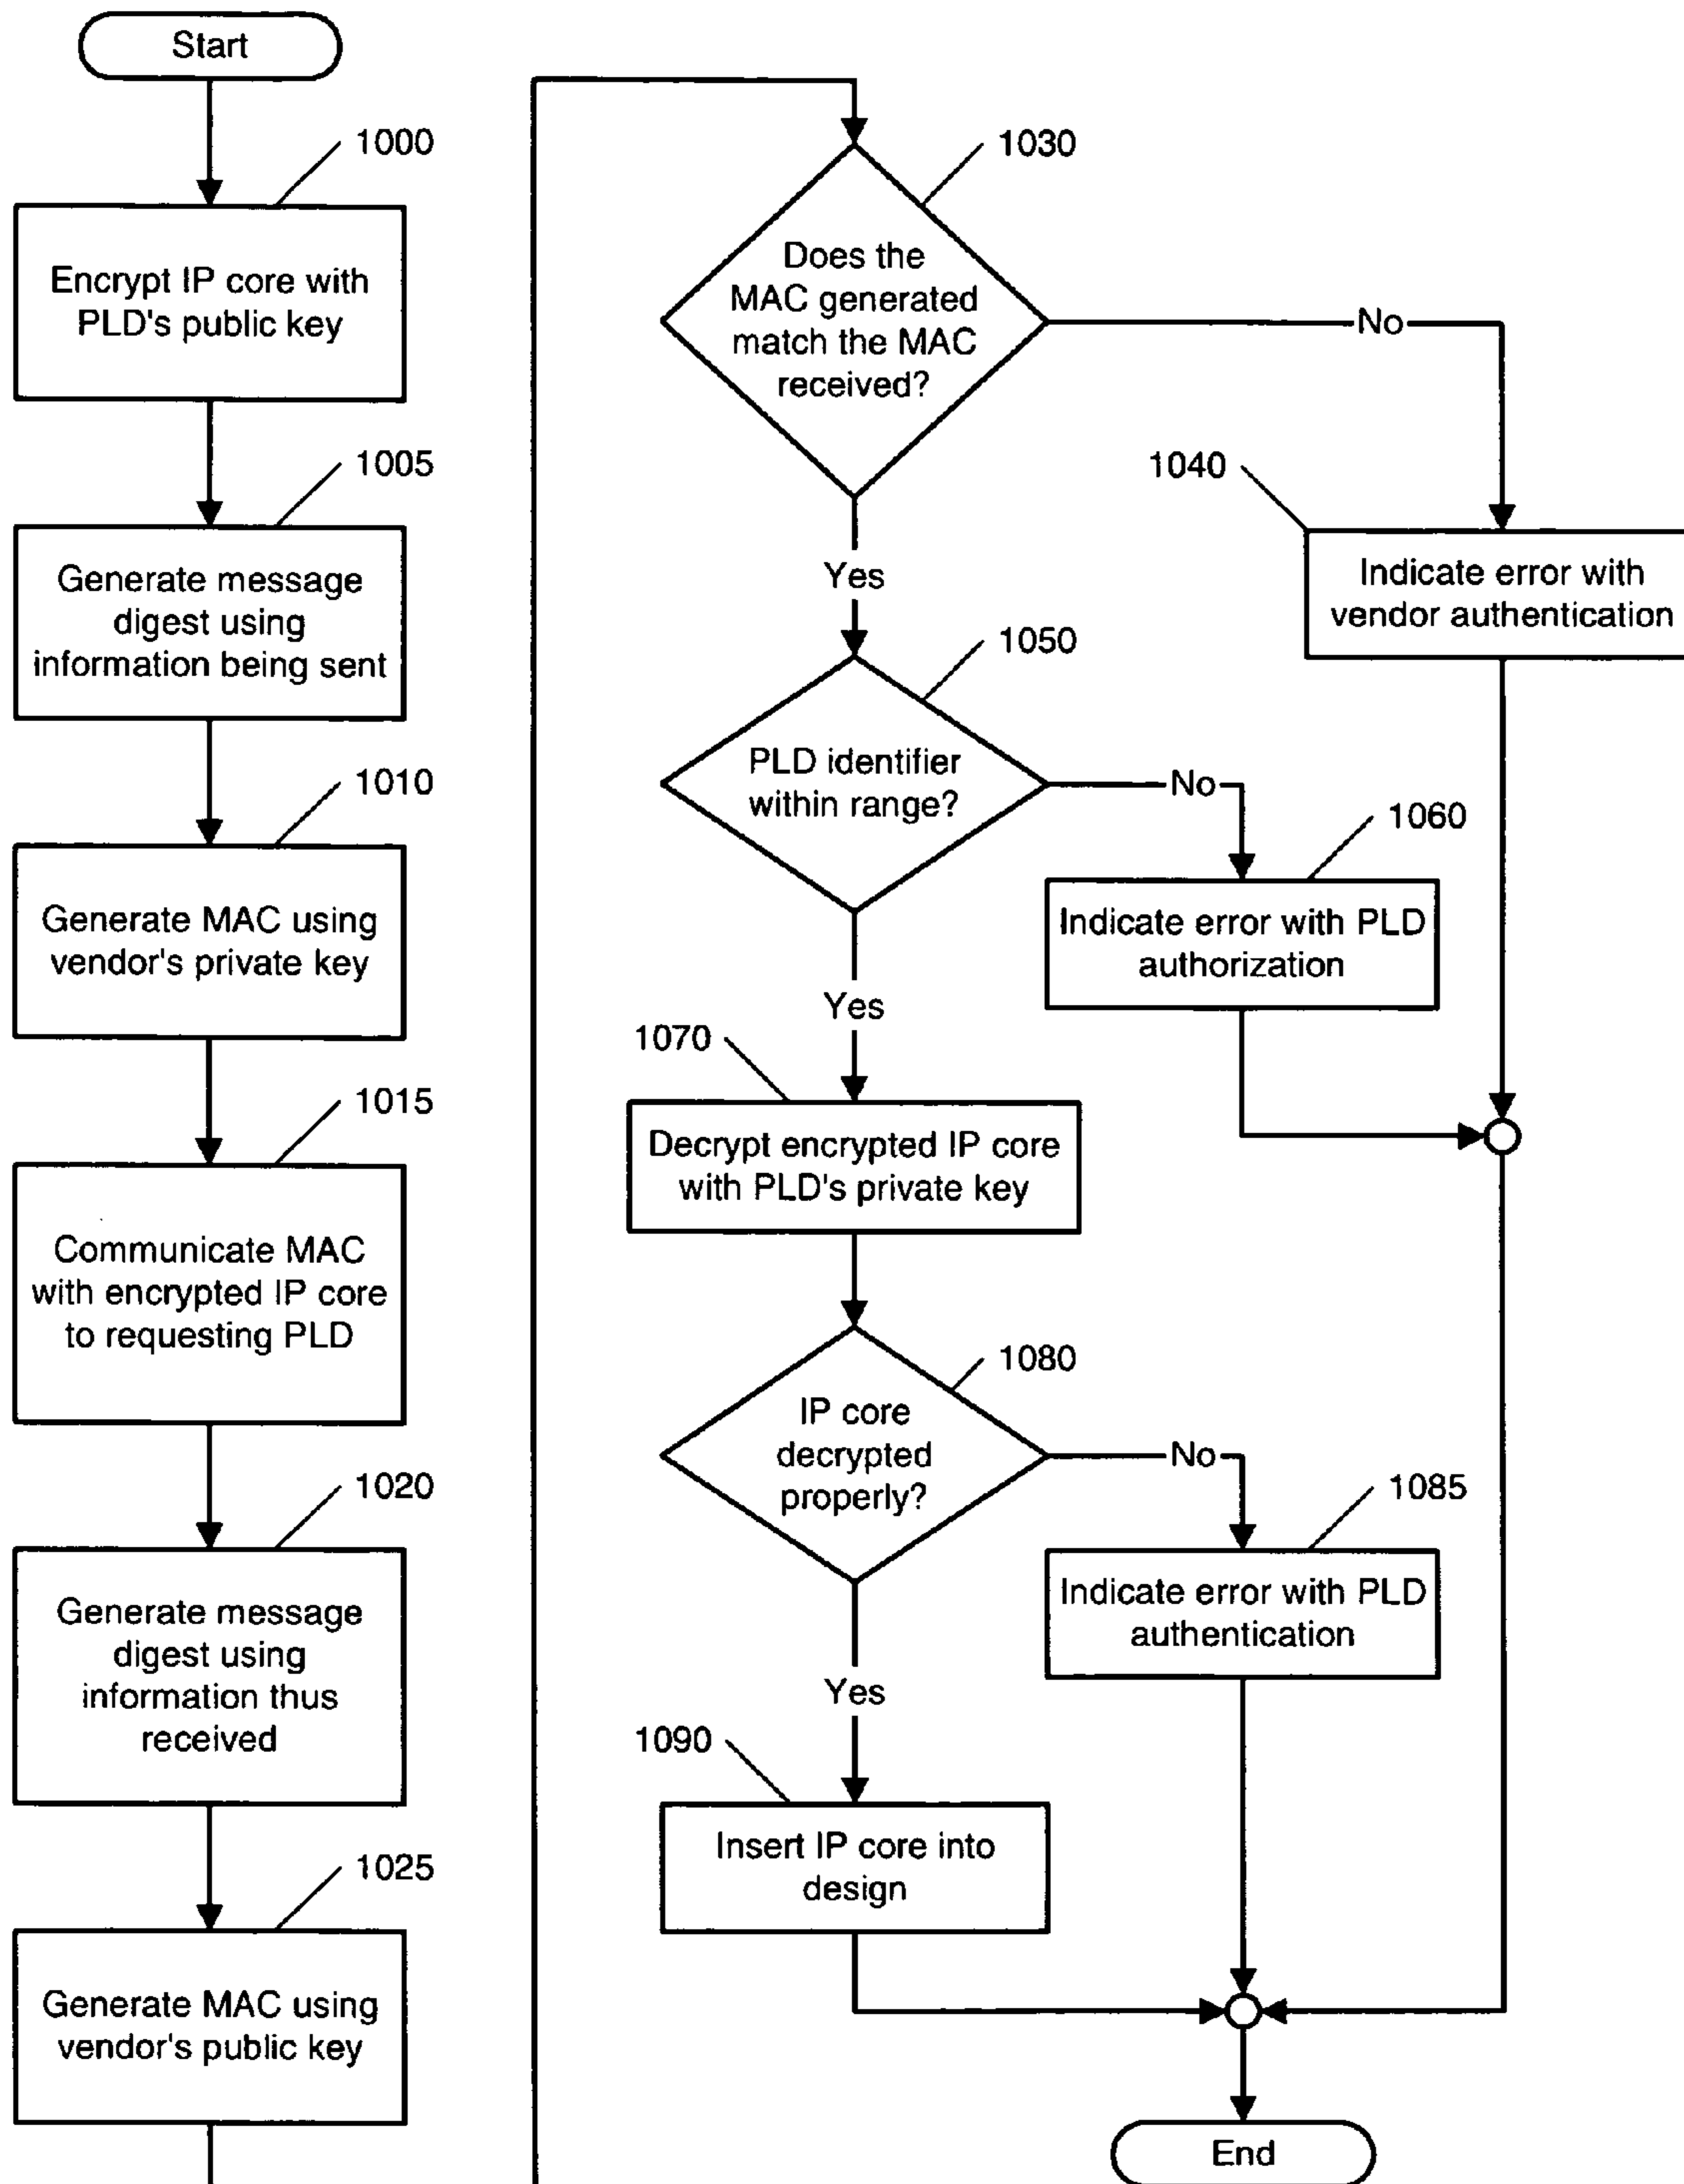 Start
1000
Encrypt IP core with
PLD's public key
1005
Generate message
digest using
information being sent
1010
Generate MAC using
vendor's private key
1015
Communicate MAC
with encrypted IP core
to requesting PLD
1020
Generate message
digest using
information thus
received
1025
Generate MAC using
vendor's public key
1030
Does the
MAC generated
match the MAC
received?
No
1040
Indicate error with
vendor authentication
Yes
1050
PLD identifier
within range?
No
1060
Indicate error with PLD
authorization
Yes
1070
Decrypt encrypted IP core
with PLD's private key
1080
IP core
decrypted
properly?
No
1085
Indicate error with PLD
authentication
Yes
1090
Insert IP core into
design
End